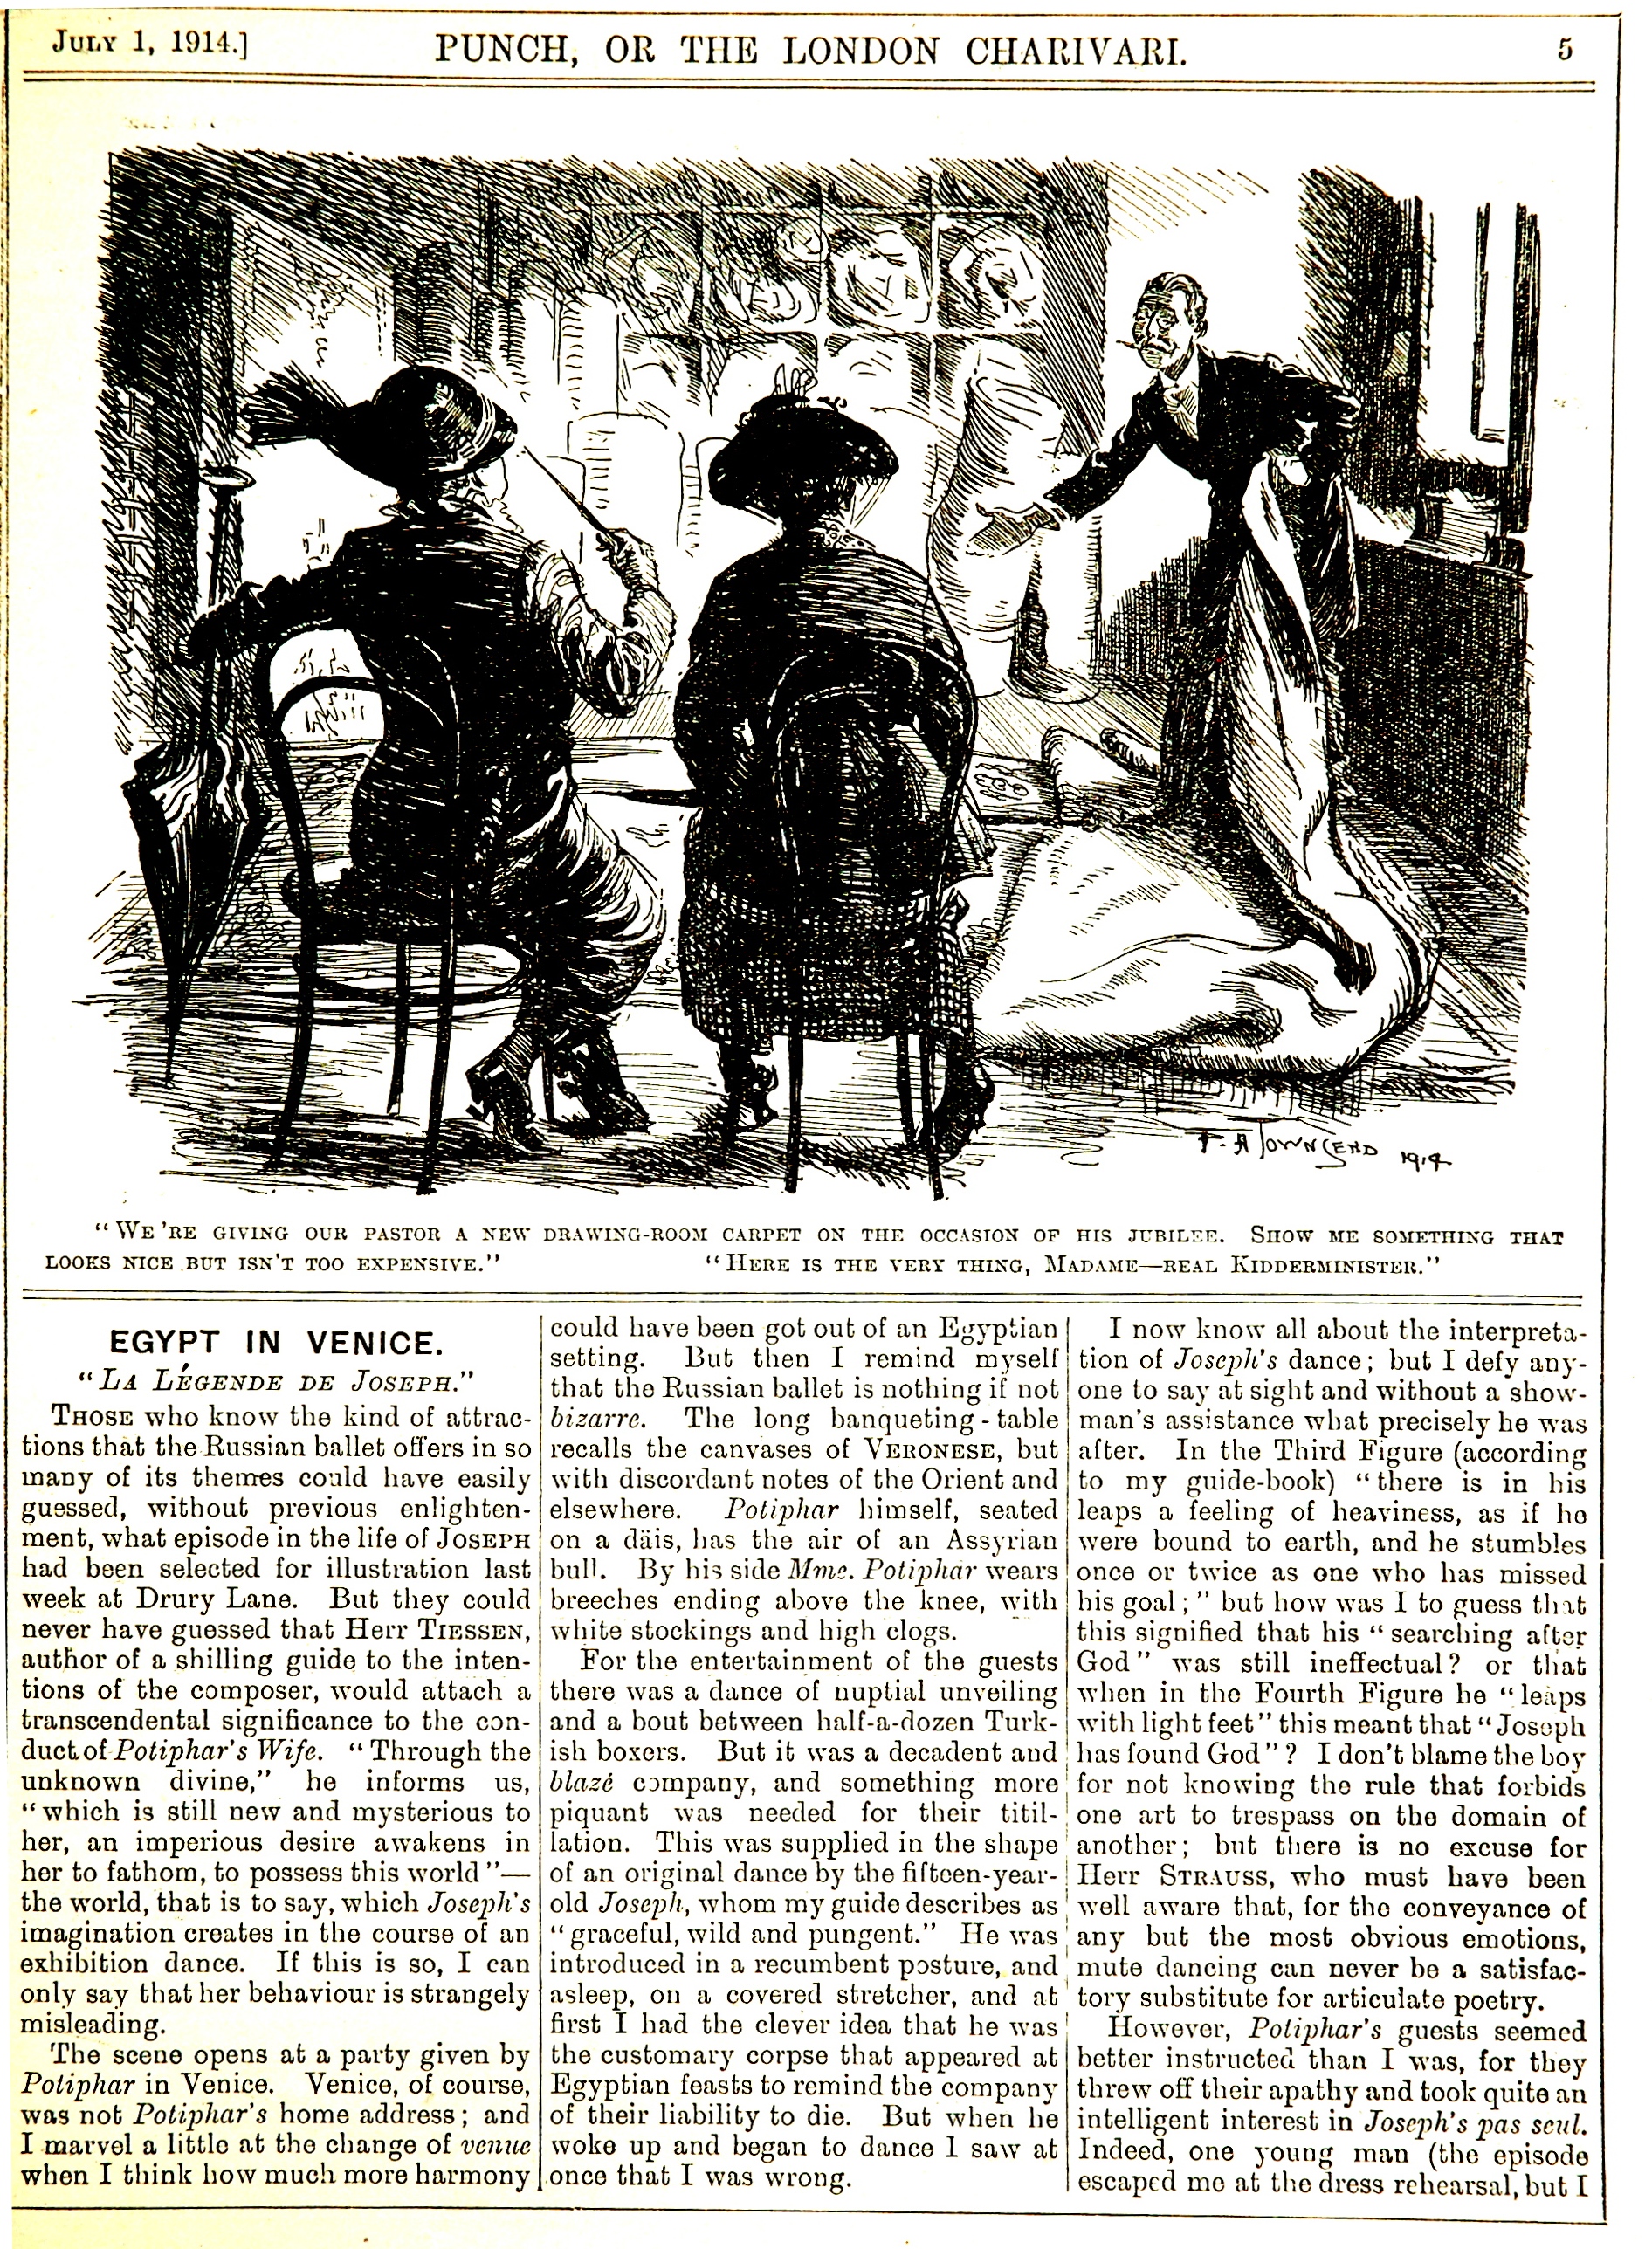 JULY 1, 1914.]
PUNCH, OR THE LONDON CHARIVARI.
5
F. A TOWNSEND 1914
"WE'RE GIVING OUR PASTOR A NEW DRAWING-ROOM CARPET ON THE OCCASION OF HIS JUBILEE. SHOW ME SOMETHING THAT
LOOKS NICE BUT ISN'T TOO EXPENSIVE." "HERE IS THE VERY THING, MADAME—REAL KIDDERMINISTER."
EGYPT IN VENICE.
"LA LÉGENDE DE JOSEPH."
THOSE who know the kind of attrac-
tions that the Russian ballet offers in so
many of its themes could have easily
guessed, without previous enlighten-
ment, what episode in the life of JOSEPH
had been selected for illustration last
week at Drury Lane. But they could
never have guessed that Herr TIESSEN,
author of a shilling guide to the inten-
tions of the composer, would attach a
transcendental significance to the con-
duct of Potiphar's Wife. "Through the
unknown divine," he informs us,
"which is still new and mysterious to
her, an imperious desire awakens in
her to fathom, to possess this world"—
the world, that is to say, which Joseph's
imagination creates in the course of an
exhibition dance. If this is so, I can
only say that her behaviour is strangely
misleading.
The scene opens at a party given by
Potiphar in Venice. Venice, of course,
was not Potiphar's home address; and
I marvel a little at the change of venue
when I think how much more harmony
could have been got out of an Egyptian
setting. But then I remind myself
that the Russian ballet is nothing if not
bizarre. The long banqueting-table
recalls the canvases of VERONESE, but
with discordant notes of the Orient and
elsewhere. Potiphar himself, seated
on a däis, has the air of an Assyrian
bull. By his side Mme. Potiphar wears
breeches ending above the knee, with
white stockings and high clogs.
For the entertainment of the guests
there was a dance of nuptial unveiling
and a bout between half-a-dozen Turk-
ish boxers. But it was a decadent and
blazé company, and something more
piquant was needed for their titil-
lation. This was supplied in the shape
of an original dance by the fifteen-year-
old Joseph, whom my guide describes as
"graceful, wild and pungent." He was
introduced in a recumbent posture, and
asleep, on a covered stretcher, and at
first I had the clever idea that he was
the customary corpse that appeared at
Egyptian feasts to remind the company
of their liability to die. But when he
woke up and began to dance I saw at
once that I was wrong.
I now know all about the interpreta-
tion of Joseph's dance; but I defy any-
one to say at sight and without a show-
man's assistance what precisely he was
after. In the Third Figure (according
to my guide-book) "there is in his
leaps a feeling of heaviness, as if he
were bound to earth, and he stumbles
once or twice as one who has missed
his goal;" but how was I to guess that
this signified that his "searching after
God" was still ineffectual? or that
when in the Fourth Figure he "leaps
with light feet" this meant that "Joseph
has found God"? I don't blame the boy
for not knowing the rule that forbids
one art to trespass on the domain of
another; but there is no excuse for
Herr STRAUSS, who must have been
well aware that, for the conveyance of
any but the most obvious emotions,
mute dancing can never be a satisfac-
tory substitute for articulate poetry.
However, Potiphar's guests seemed
better instructed than I was, for they
threw off their apathy and took quite an
intelligent interest in Joseph's pas seul.
Indeed, one young man (the episode
escaped me at the dress rehearsal, but I